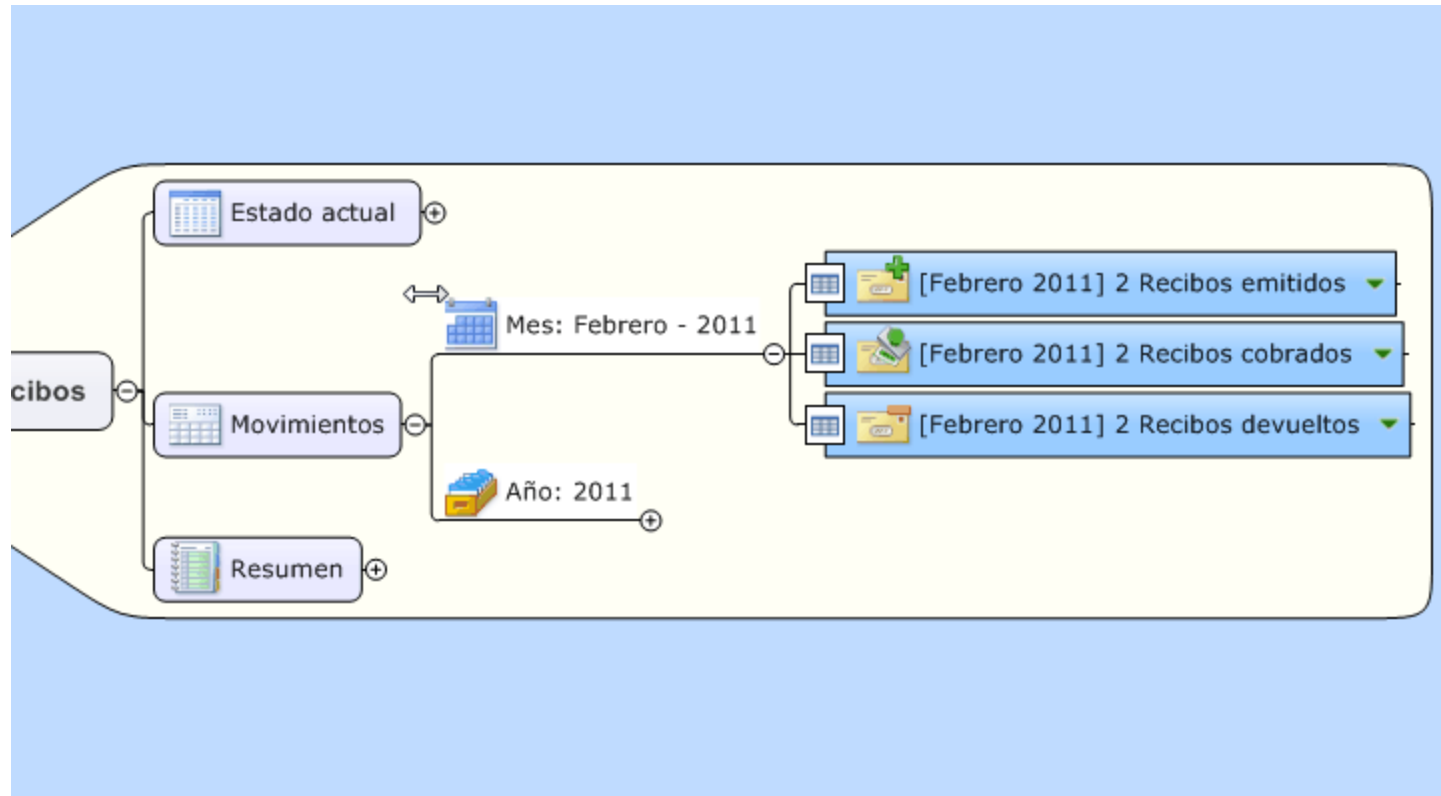 Estado actual
[Febrero 2011] 2 Recibos emitidos
Mes: Febrero - 2011
[Febrero 2011] 2 Recibos cobrados
cibos
Movimientos
[Febrero 2011] 2 Recibos devueltos
Año: 2011
Resumen